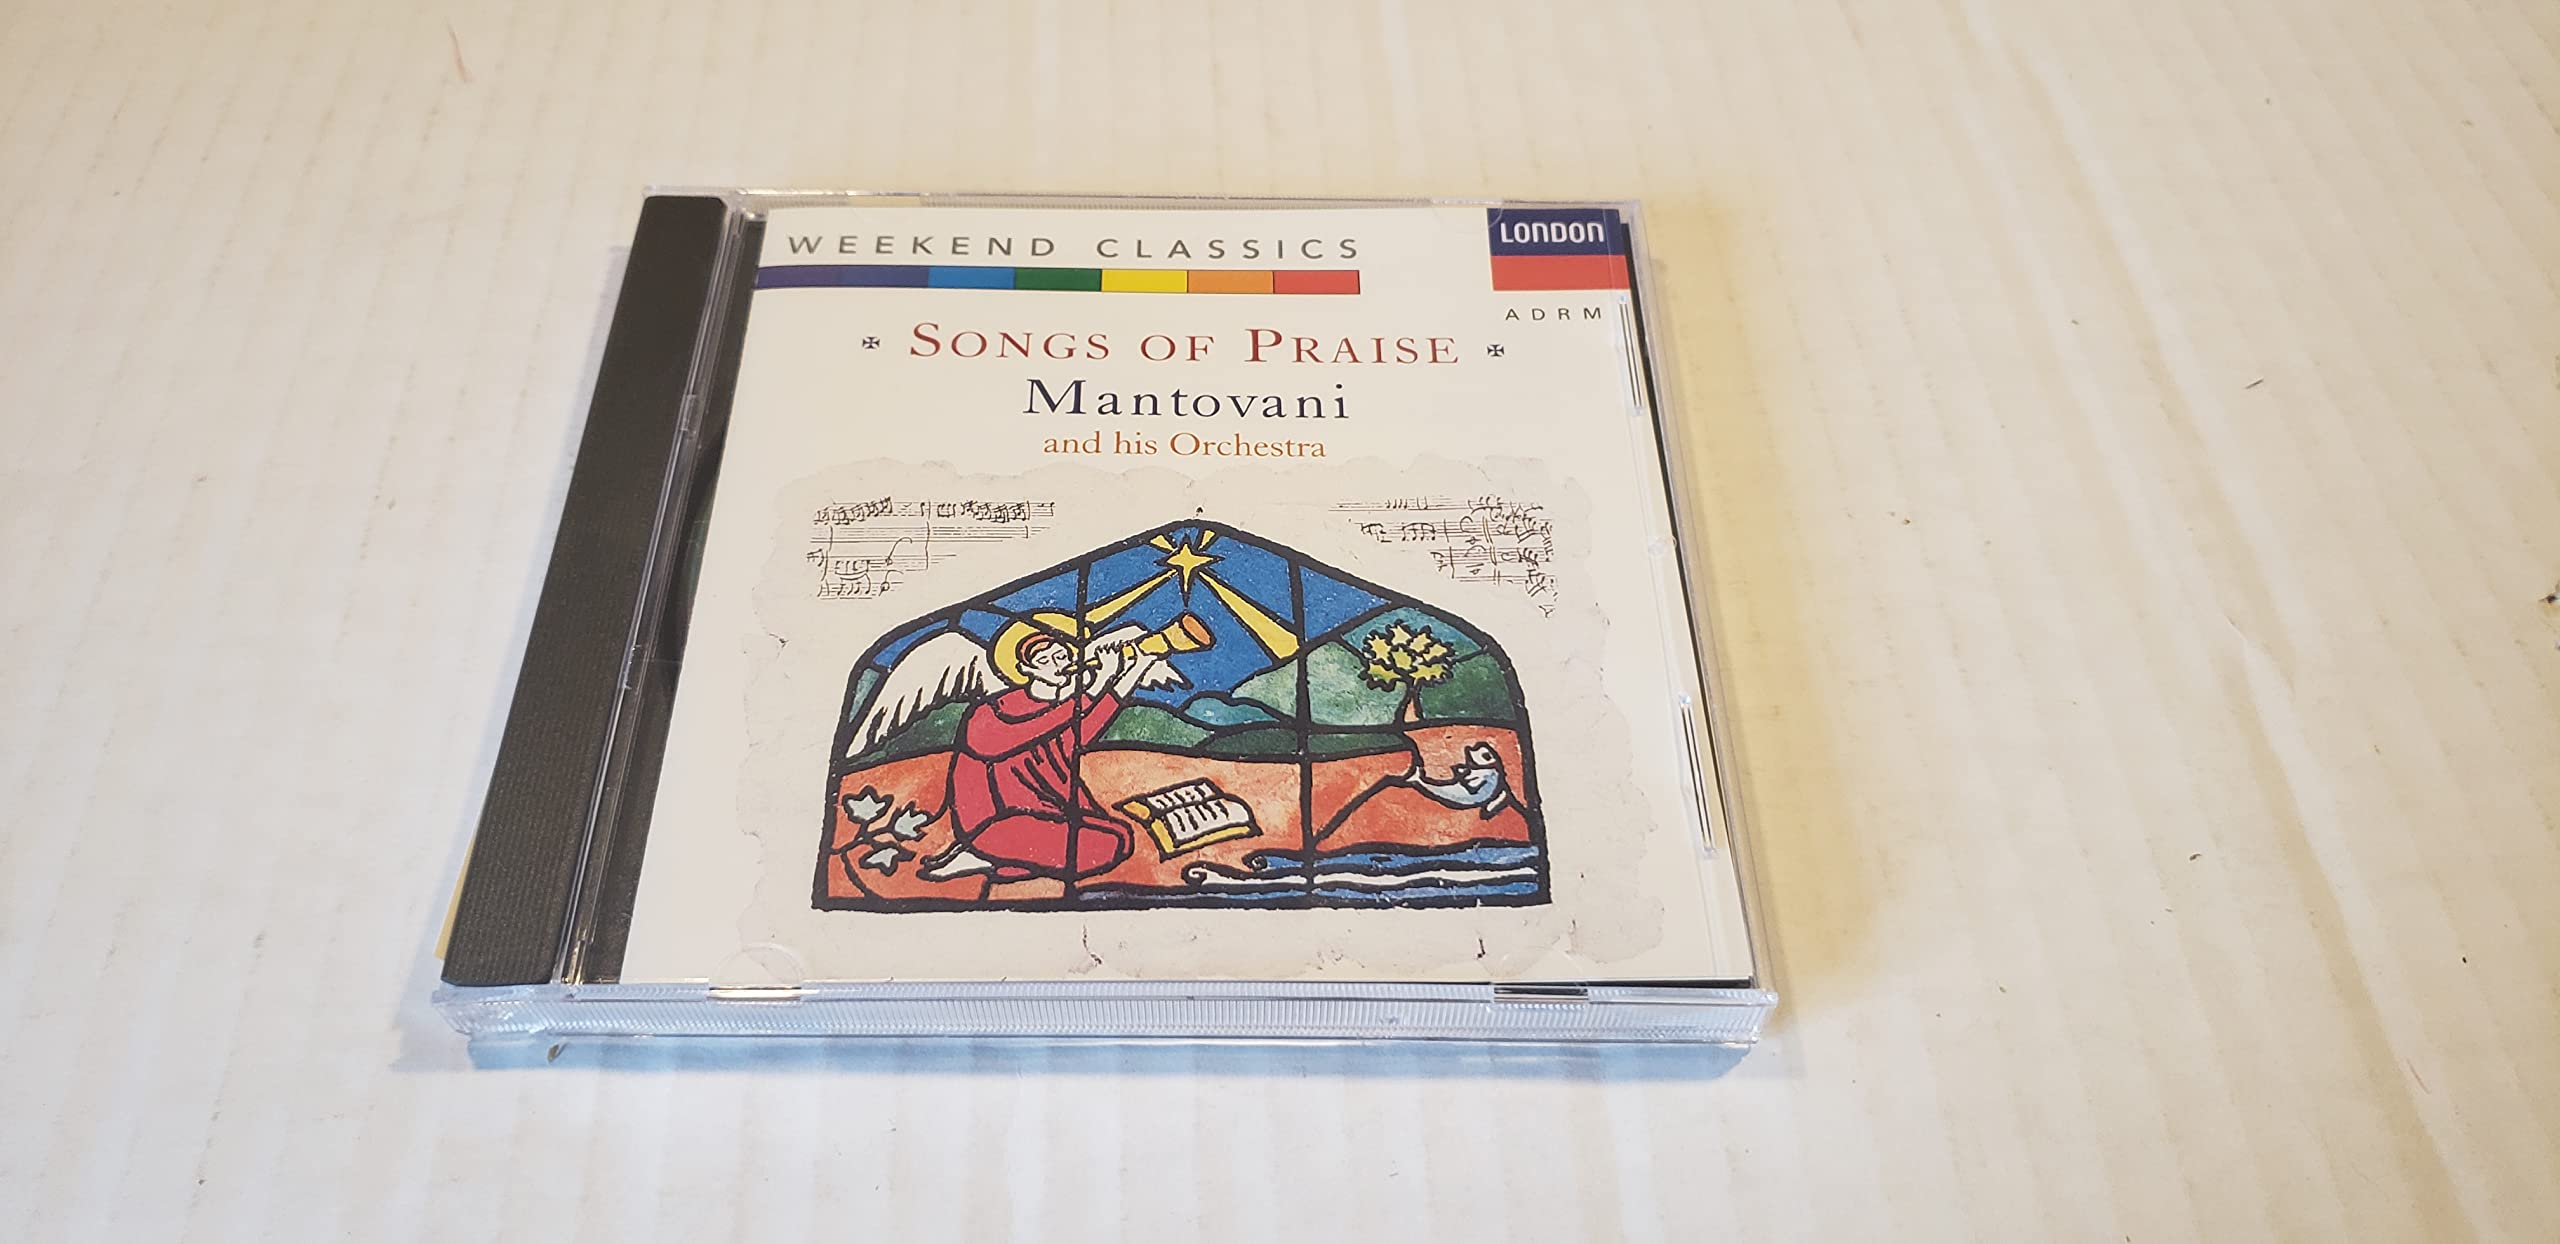 WEEKEND CLASSICS
LONDON
ADRM
SONGS OF PRAISE
Mantovani
and his Orchestra